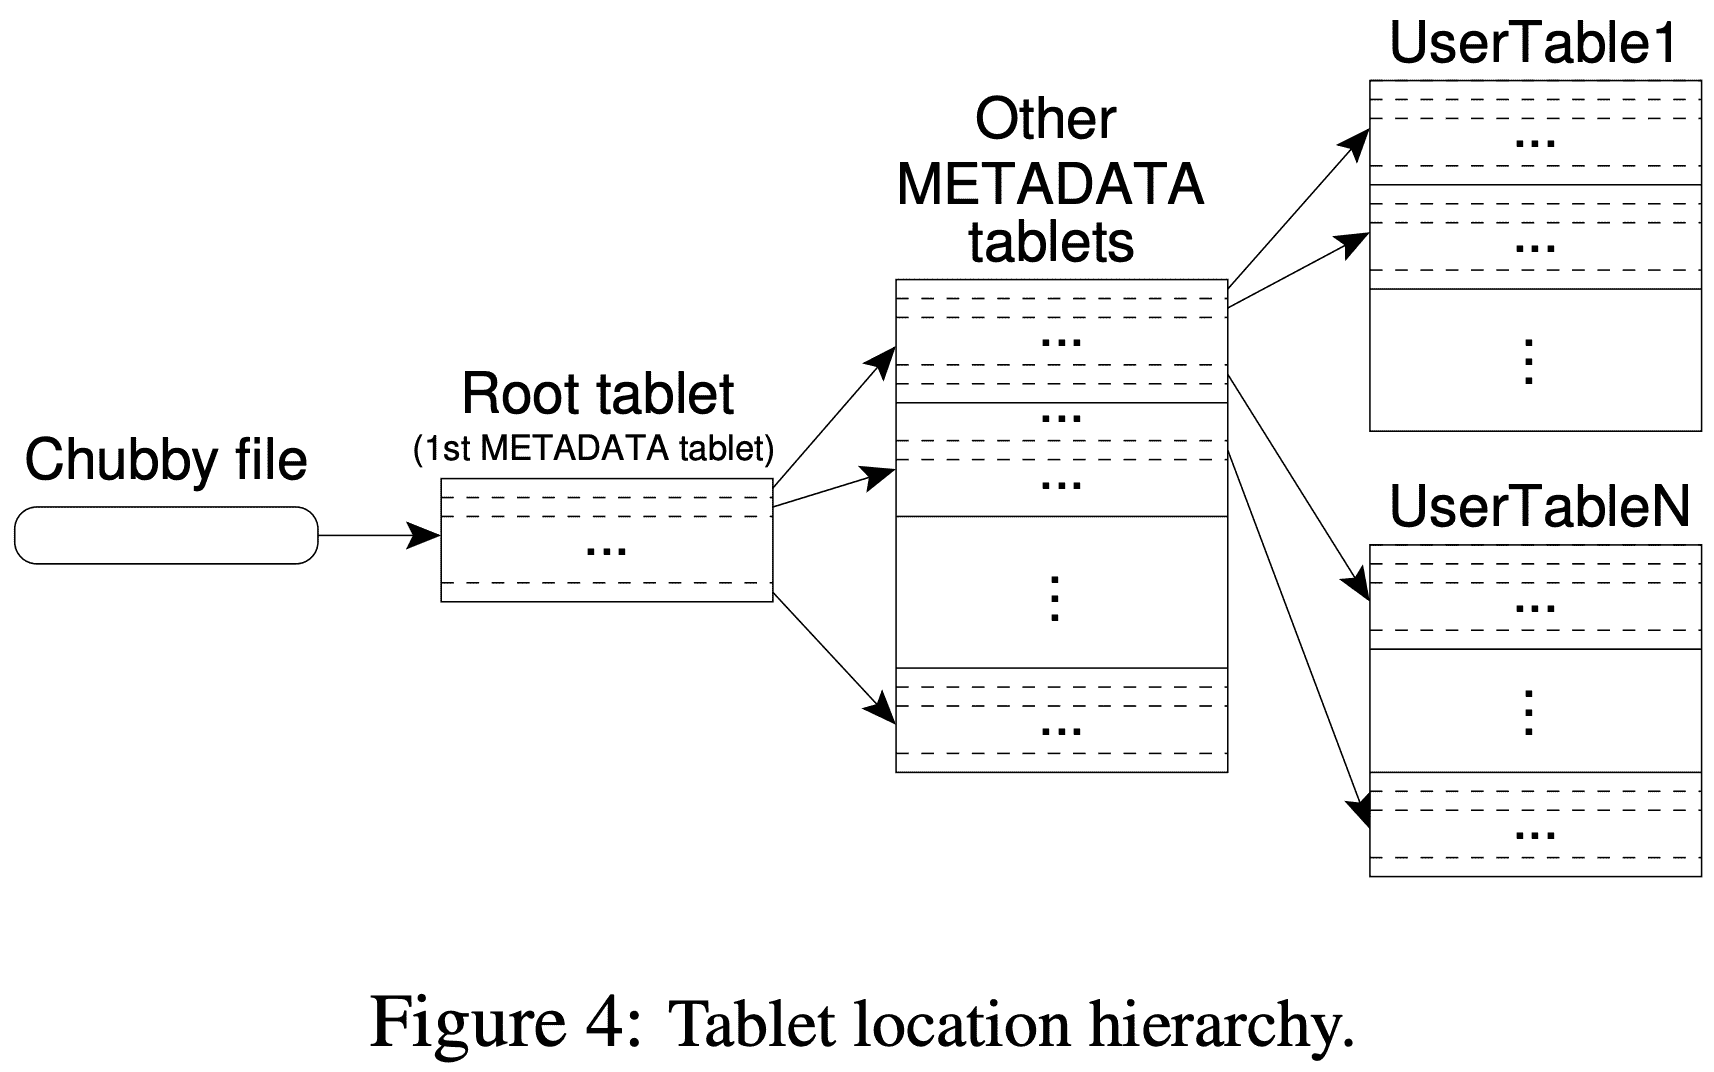 Chubby file
Root tablet
(1st METADATA tablet)
...
Other
METADATA
tablets
...
...
...
⋮
...
UserTable1
...
...
⋮
UserTableN
...
⋮
...
Figure 4: Tablet location hierarchy.